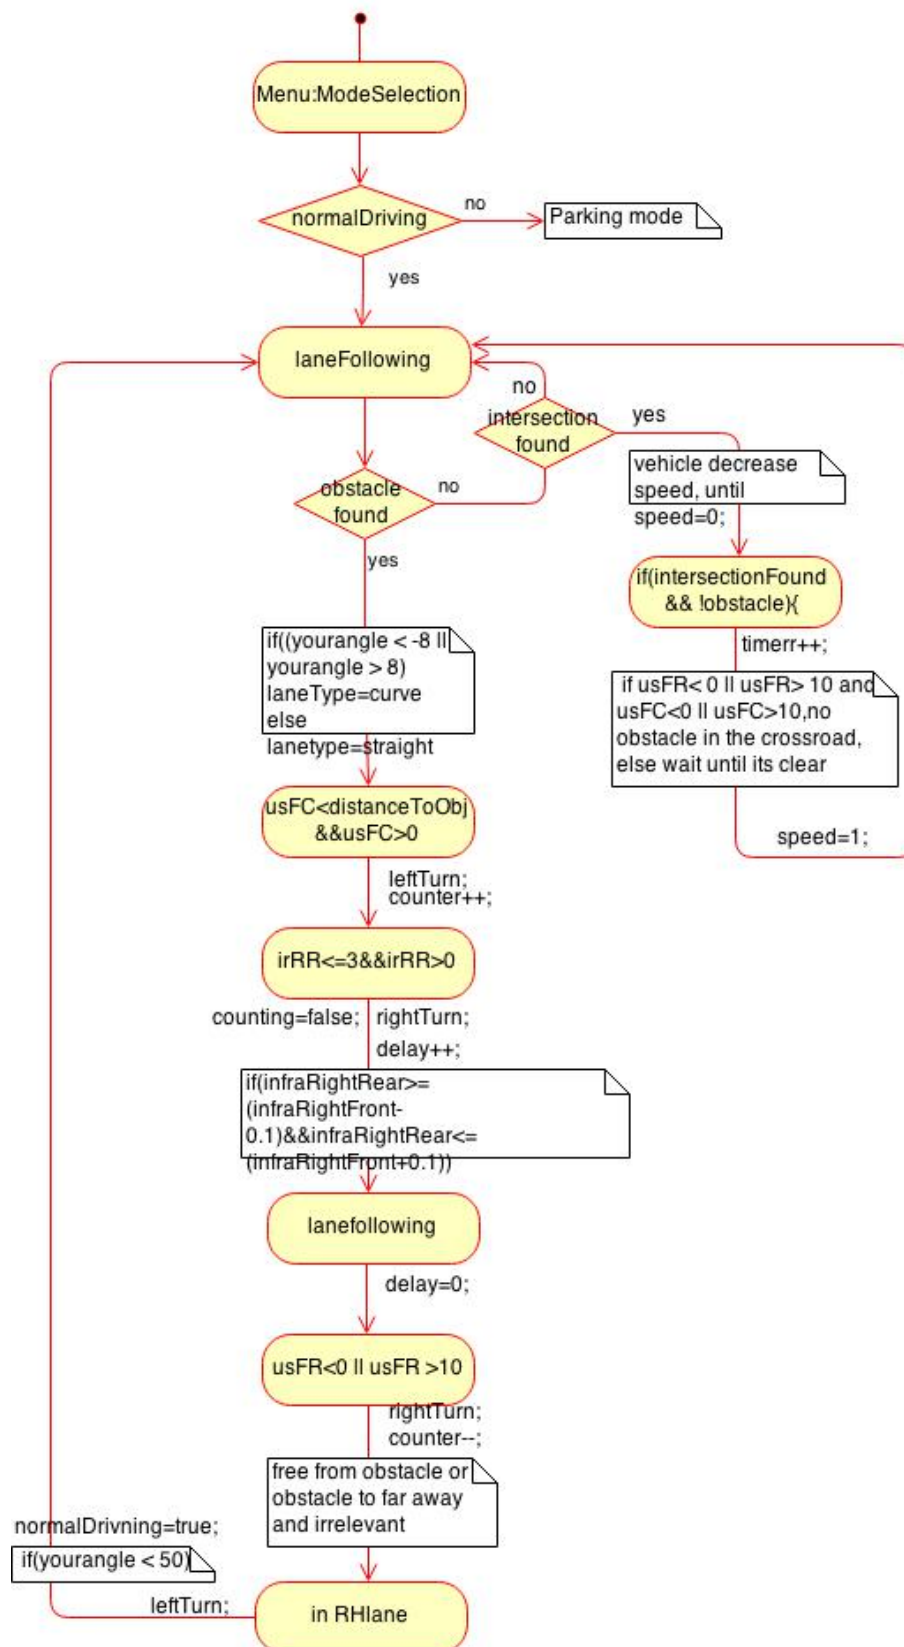 Menu:ModeSelection
normalDriving
no
Parking mode
yes
laneFollowing
no
intersection
found
yes
vehicle decrease
speed, until
speed=0;
obstacle
found
no
yes
if(intersectionFound
&& !obstacle){
timerr++;
if usFR< 0 || usFR> 10 and
usFC<0 || usFC>10,no
obstacle in the crossroad,
else wait until its clear
speed=1;
if((yourangle < -8 ||
yourangle > 8)
laneType=curve
else
lanetype=straight
usFC<distanceToObj
&&usFC>0
leftTurn;
counter++;
irRR<=3&&irRR>0
counting=false;
rightTurn;
delay++;
if(infraRightRear>=
(infraRightFront-
0.1)&&infraRightRear<=
(infraRightFront+0.1))
lanefollowing
delay=0;
usFR<0 || usFR >10
rightTurn;
counter--;
free from obstacle or
obstacle to far away
and irrelevant
normalDrivning=true;
if(yourangle < 50)
leftTurn;
in RHlane